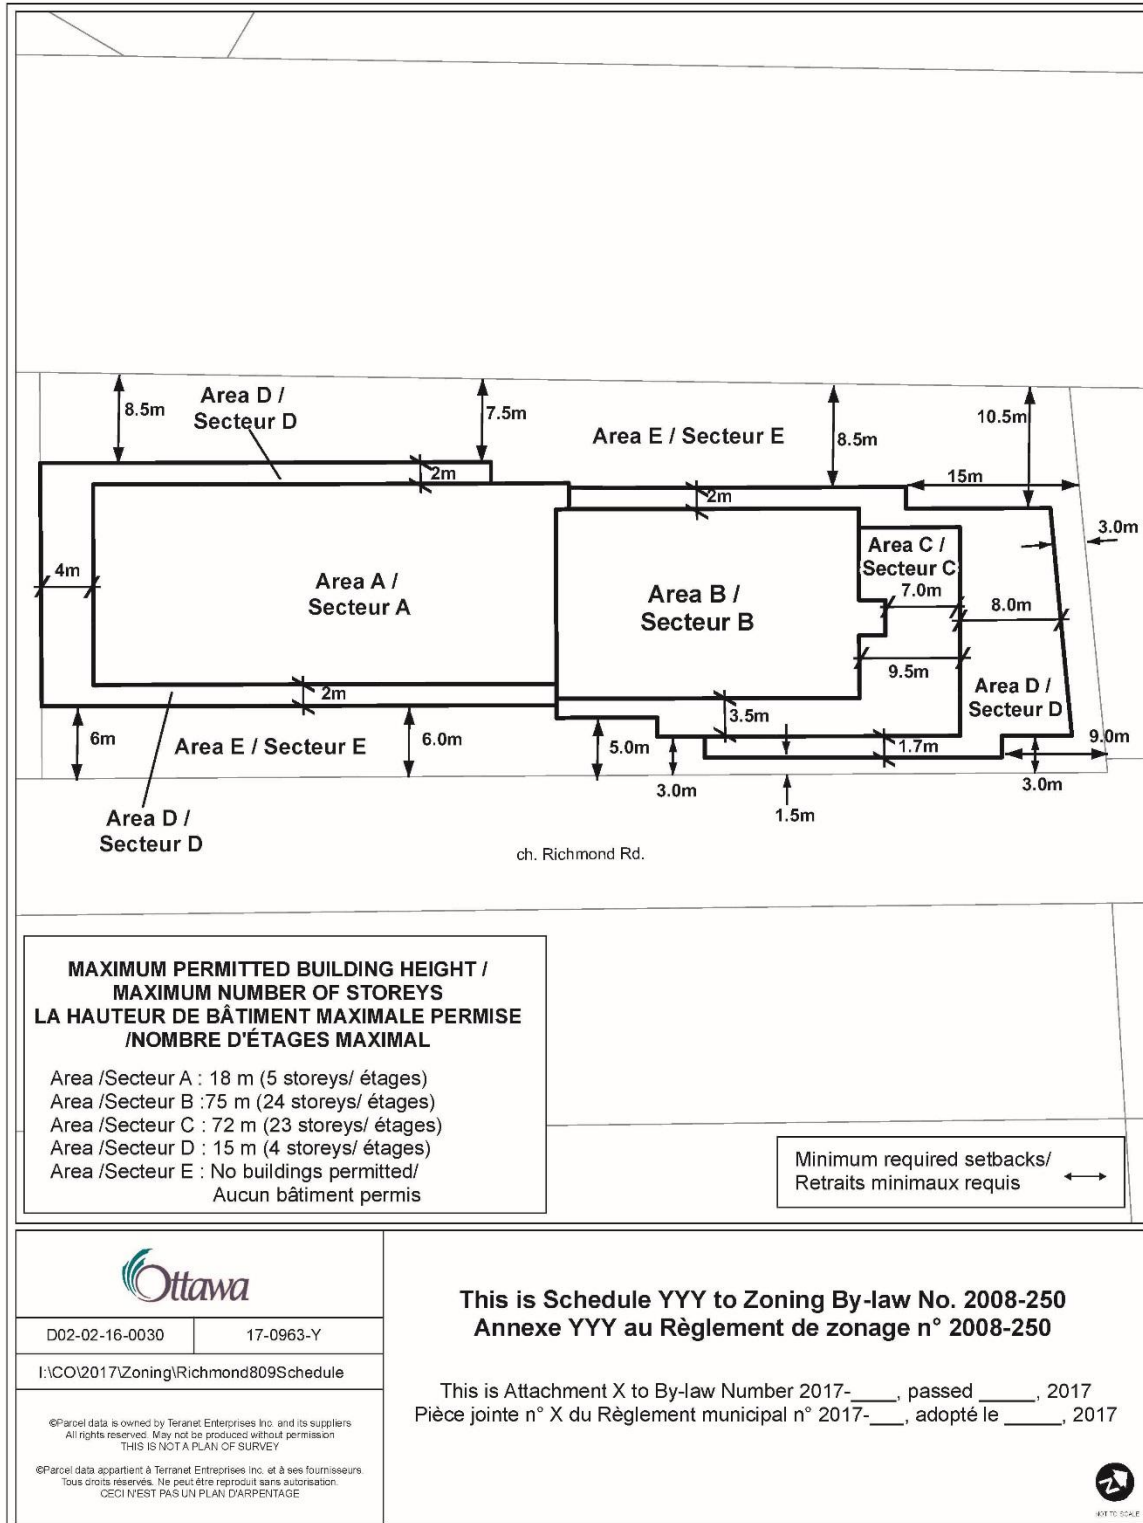 Area D /
Secteur D
8.5m
7.5m
Area E / Secteur E
8.5m
10.5m
2m
2m
15m
3.0m
4m
Area A /
Secteur A
Area B /
Secteur B
Area C /
Secteur C
7.0m
8.0m
9.5m
2m
3.5m
Area D /
Secteur D
6m
Area E / Secteur E
6.0m
5.0m
1.7m
9.0m
3.0m
3.0m
1.5m
Area D /
Secteur D
ch. Richmond Rd.
MAXIMUM PERMITTED BUILDING HEIGHT /
MAXIMUM NUMBER OF STOREYS
LA HAUTEUR DE BÂTIMENT MAXIMALE PERMISE
/NOMBRE D'ÉTAGES MAXIMAL
Area /Secteur A : 18 m (5 storeys/ étages)
Area /Secteur B :75 m (24 storeys/ étages)
Area /Secteur C : 72 m (23 storeys/ étages)
Area /Secteur D : 15 m (4 storeys/ étages)
Area /Secteur E : No buildings permitted/
Aucun bâtiment permis
Minimum required setbacks/
Retraits minimaux requis
Ottawa
D02-02-16-0030 17-0963-Y
I:\CO\2017\Zoning\Richmond809Schedule
©Parcel data is owned by Teranet Enterprises Inc. and its suppliers
All rights reserved. May not be produced without permission
THIS IS NOT A PLAN OF SURVEY
©Parcel data appartient à Terranet Entreprises Inc. et à ses fournisseurs.
Tous droits réservés. Ne peut être reproduit sans autorisation.
CECI N'EST PAS UN PLAN D'ARPENTAGE
This is Schedule YYY to Zoning By-law No. 2008-250
Annexe YYY au Règlement de zonage n° 2008-250
This is Attachment X to By-law Number 2017-____, passed _____, 2017
Pièce jointe n° X du Règlement municipal n° 2017-___, adopté le _____, 2017
N
NOT TO SCALE